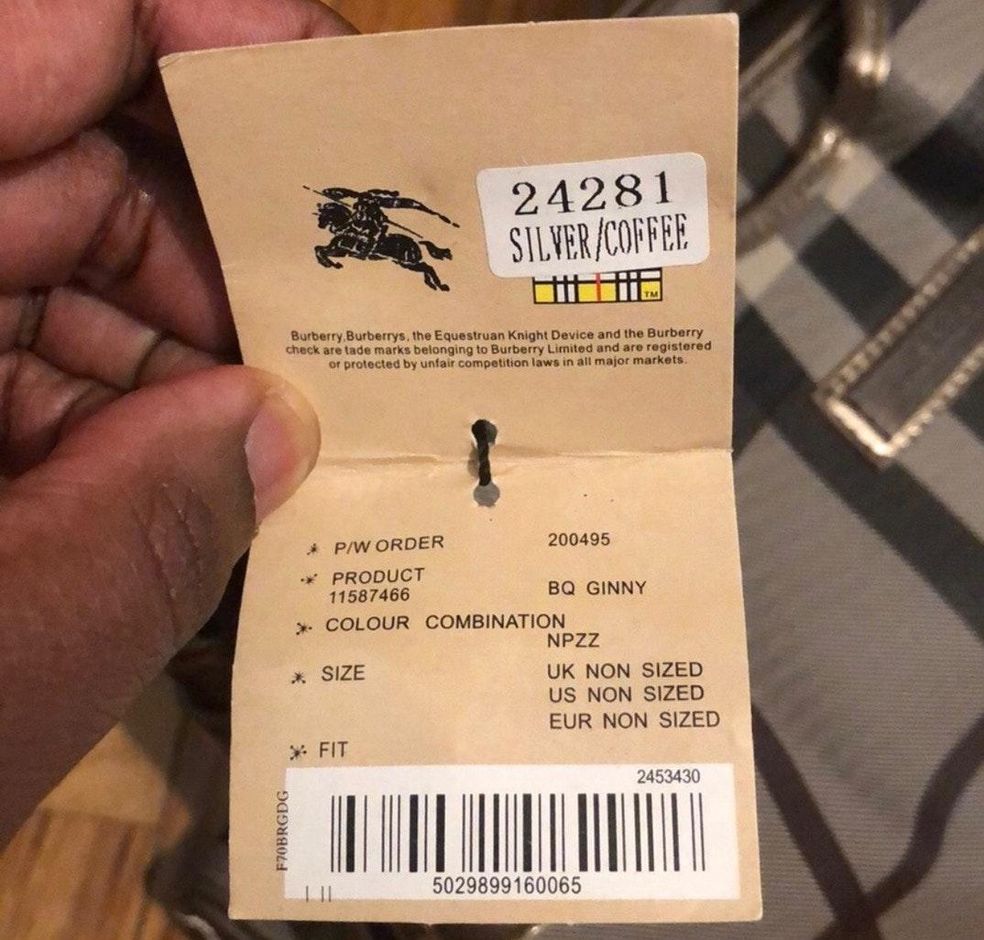 24281
SILVER/COFFEE
TM
Burberry,Burberrys, the Equestruan Knight Device and the Burberry
check are tade marks belonging to Burberry Limited and are registered
or protected by unfair competition laws in all major markets.
P/W ORDER 200495
PRODUCT
11587466 BQ GINNY
COLOUR COMBINATION
NPZZ
SIZE UK NON SIZED
US NON SIZED
EUR NON SIZED
FIT
2453430
F70BRGDG
5029899160065